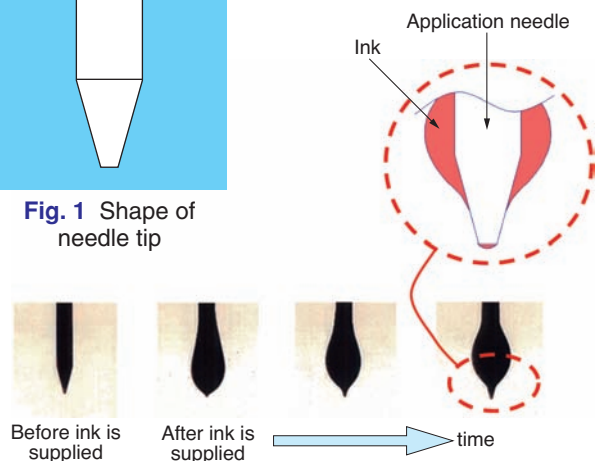 Application needle
Ink
Fig. 1 Shape of
needle tip
Before ink is
supplied
After ink is
supplied
time